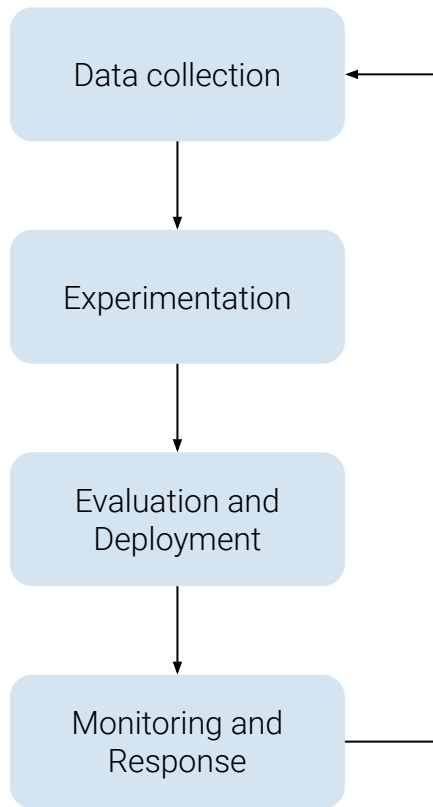 Data collection
Experimentation
Evaluation and
Deployment
Monitoring and
Response